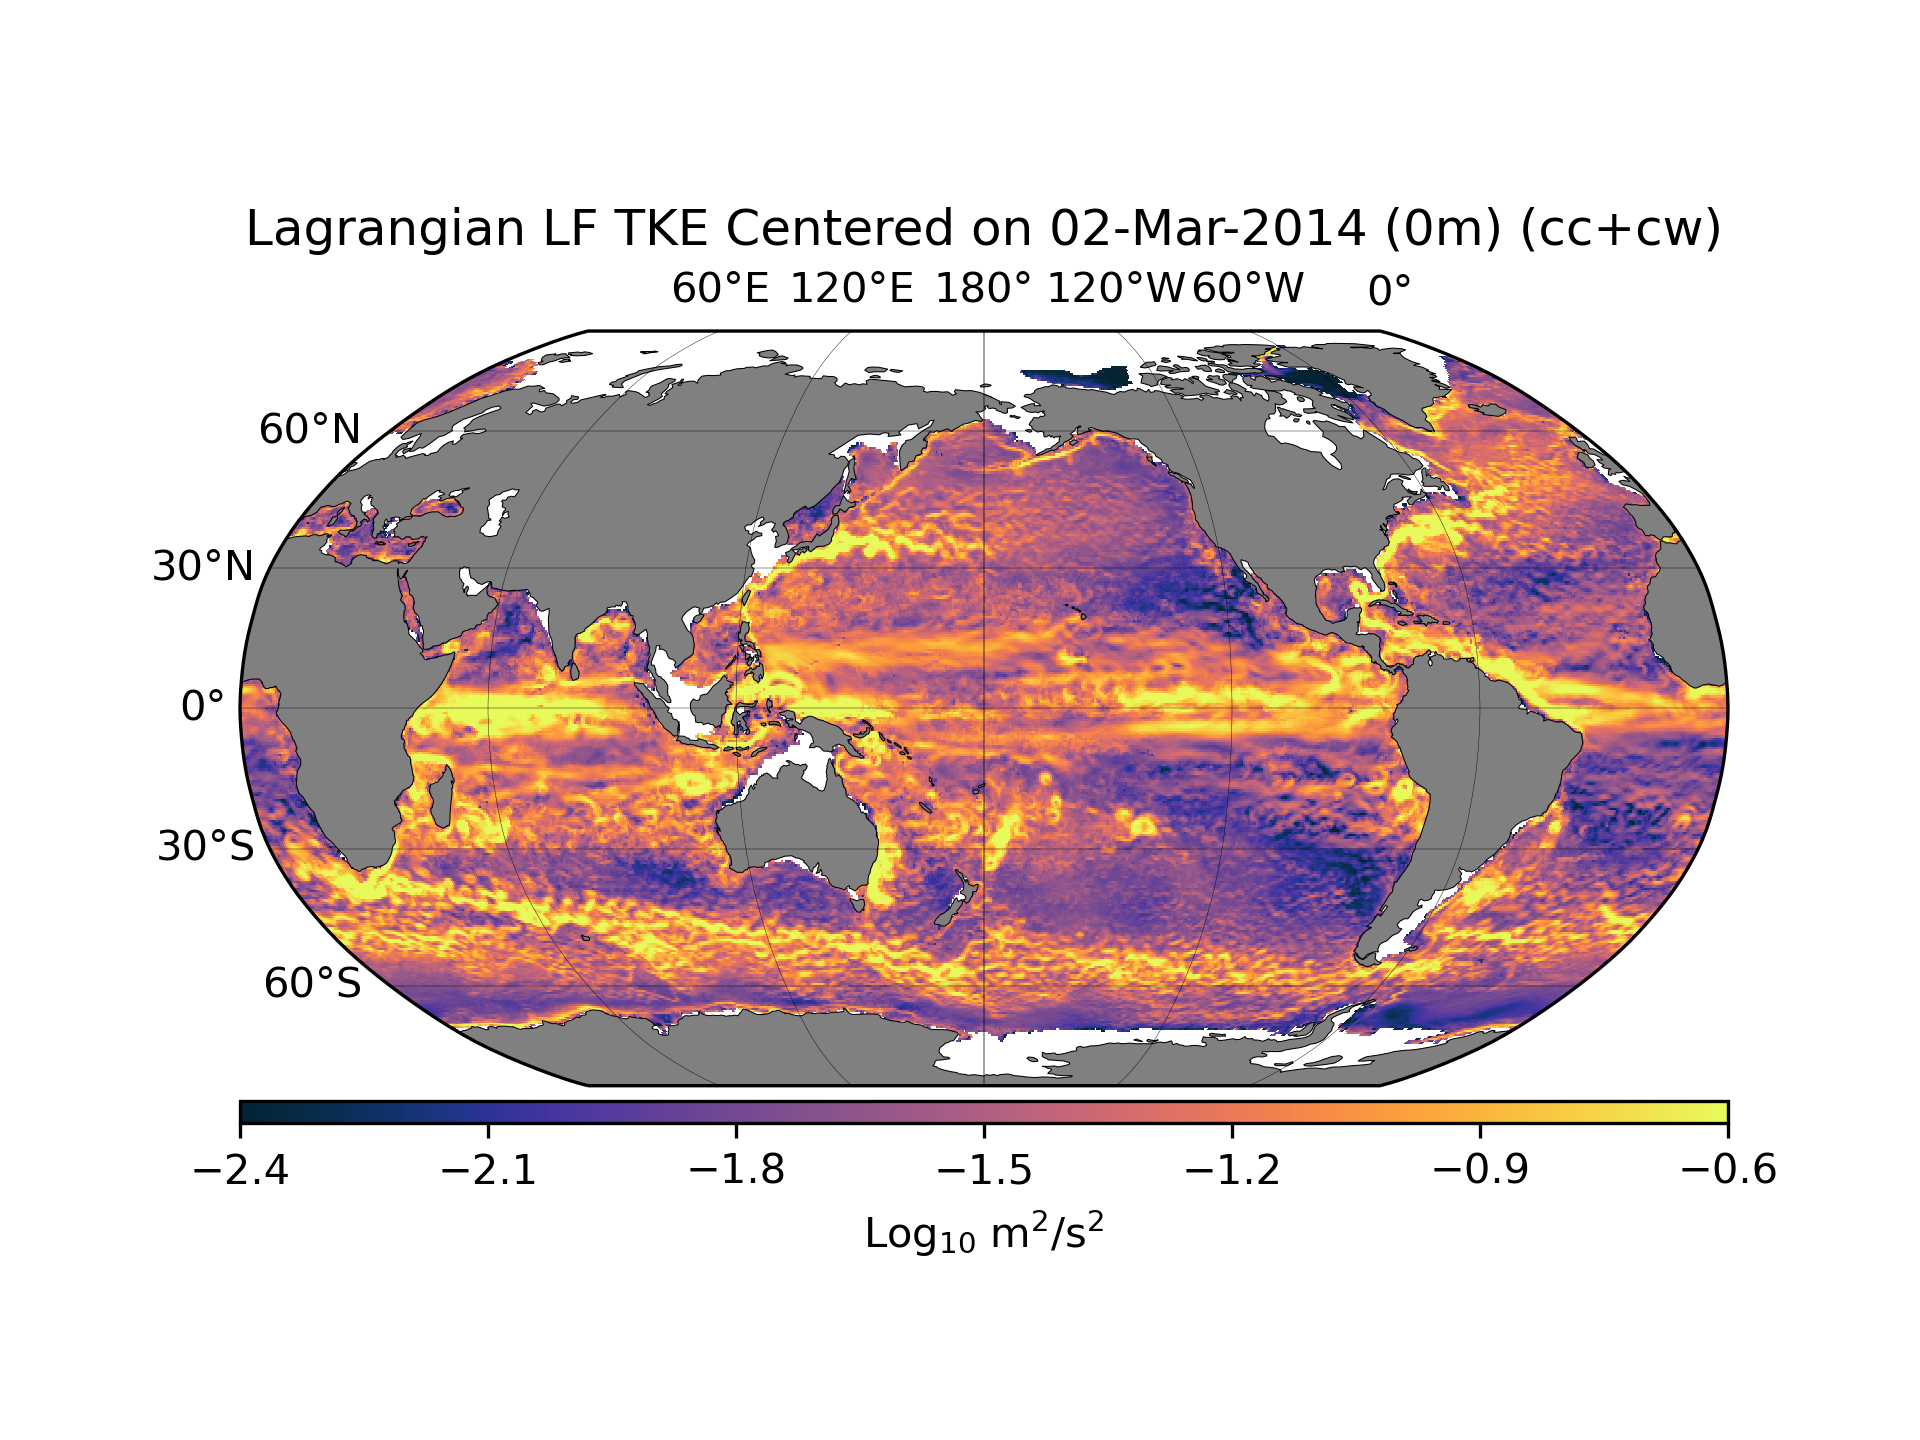 Lagrangian LF TKE Centered on 02-Mar-2014 (0m) (cc+cw)
60°E 120°E 180° 120°W 60°W 0°
60°N
30°N
0°
30°S
60°S
−2.4 −2.1 −1.8 −1.5 −1.2 −0.9 −0.6
Log₁₀ m²/s²